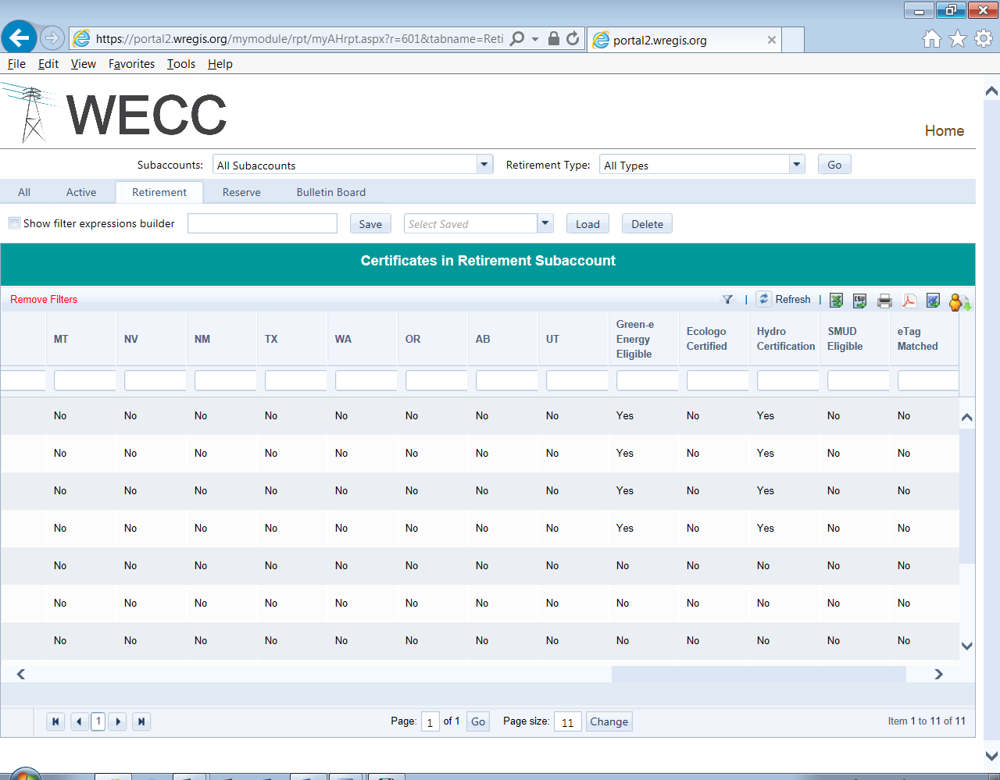 https://portal2.wregis.org/mymodule/rpt/myAHrpt.aspx?r=601&tabname=Reti
portal2.wregis.org
File Edit View Favorites Tools Help
WECC
Home
Subaccounts: All Subaccounts Retirement Type: All Types Go
All Active Retirement Reserve Bulletin Board
Show filter expressions builder Save Select Saved Load Delete
Certificates in Retirement Subaccount
Remove Filters | Refresh | CSV
MT NV NM TX WA OR AB UT Green-e Energy Eligible Ecologo Certified Hydro Certification SMUD Eligible eTag Matched
No No No No No No No No Yes No Yes No No
No No No No No No No No Yes No Yes No No
No No No No No No No No Yes No Yes No No
No No No No No No No No Yes No Yes No No
No No No No No No No No No No No No No
No No No No No No No No No No No No No
No No No No No No No No No No No No No
1 Page: 1 of 1 Go Page size: 11 Change Item 1 to 11 of 11